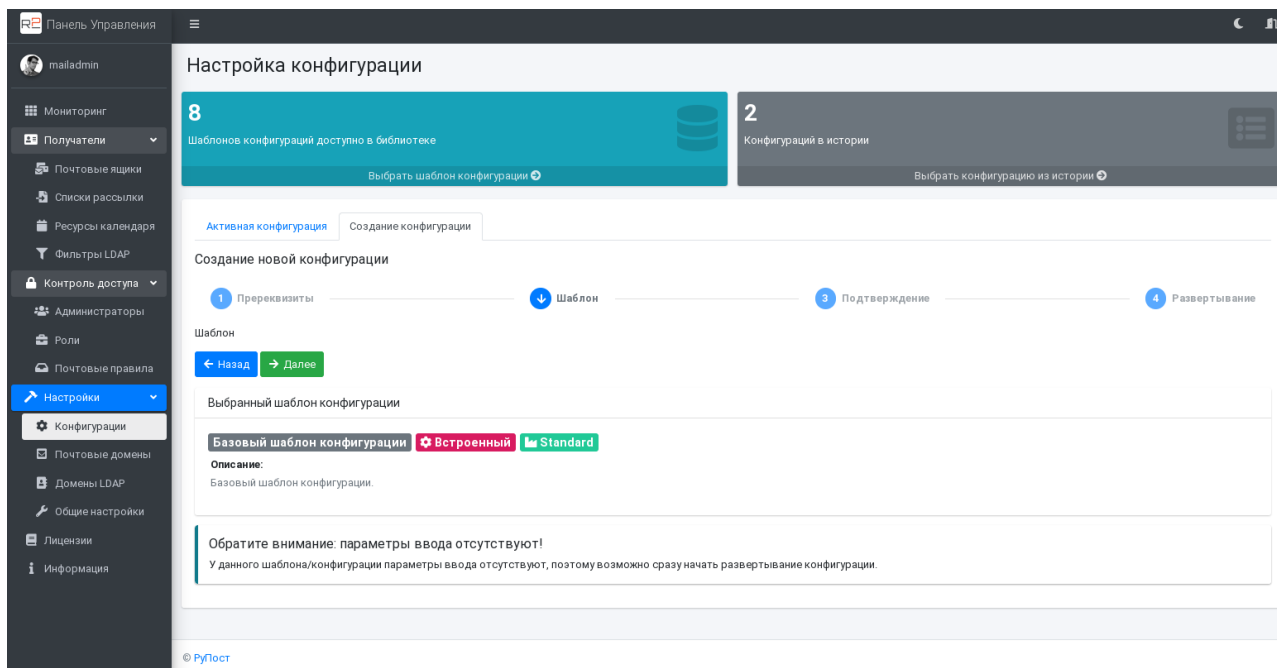 R2 Панель Управления
mailadmin
Мониторинг
Получатели
Почтовые ящики
Списки рассылки
Ресурсы календаря
Фильтры LDAP
Контроль доступа
Администраторы
Роли
Почтовые правила
Настройки
Конфигурации
Почтовые домены
Домены LDAP
Общие настройки
Лицензии
Информация
Настройка конфигурации
8
Шаблонов конфигураций доступно в библиотеке
Выбрать шаблон конфигурации
2
Конфигураций в истории
Выбрать конфигурацию из истории
Активная конфигурация Создание конфигурации
Создание новой конфигурации
1 Пререквизиты Шаблон 3 Подтверждение 4 Развертывание
Шаблон
Назад Далее
Выбранный шаблон конфигурации
Базовый шаблон конфигурации Встроенный Standard
Описание:
Базовый шаблон конфигурации.
Обратите внимание: параметры ввода отсутствуют!
У данного шаблона/конфигурации параметры ввода отсутствуют, поэтому возможно сразу начать развертывание конфигурации.
© РуПост